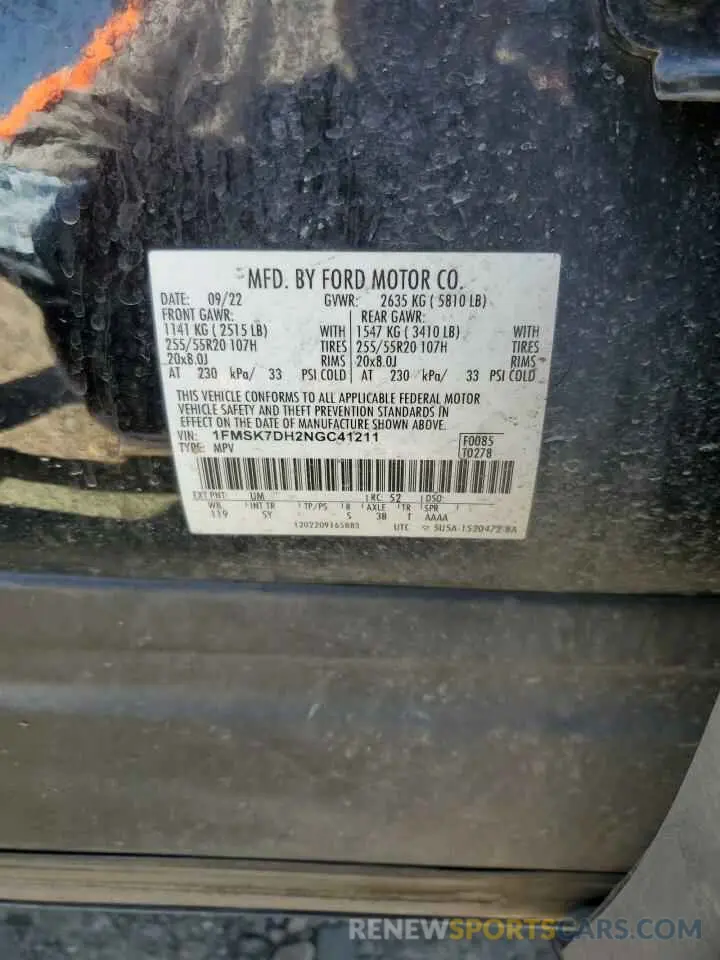 MFD. BY FORD MOTOR CO.
DATE: 09/22 GVWR: 2635 KG ( 5810 LB)
FRONT GAWR: REAR GAWR:
1141 KG ( 2515 LB) WITH 1547 KG ( 3410 LB) WITH
255/55R20 107H TIRES 255/55R20 107H TIRES
20x8.0J RIMS 20x8.0J RIMS
AT 230 kPa/ 33 PSI COLD AT 230 kPa/ 33 PSI COLD
THIS VEHICLE CONFORMS TO ALL APPLICABLE FEDERAL MOTOR
VEHICLE SAFETY AND THEFT PREVENTION STANDARDS IN
EFFECT ON THE DATE OF MANUFACTURE SHOWN ABOVE.
VIN: 1FMSK7DH2NGC41211 F0085
TYPE: MPV T0278
EXT PNT: UM RC: 52 DSO:
WB INT TR TP/PS R AXLE TR SPR
119 SY 5 38 T AAAA
UTC
RENEWSPORTSCARS.COM